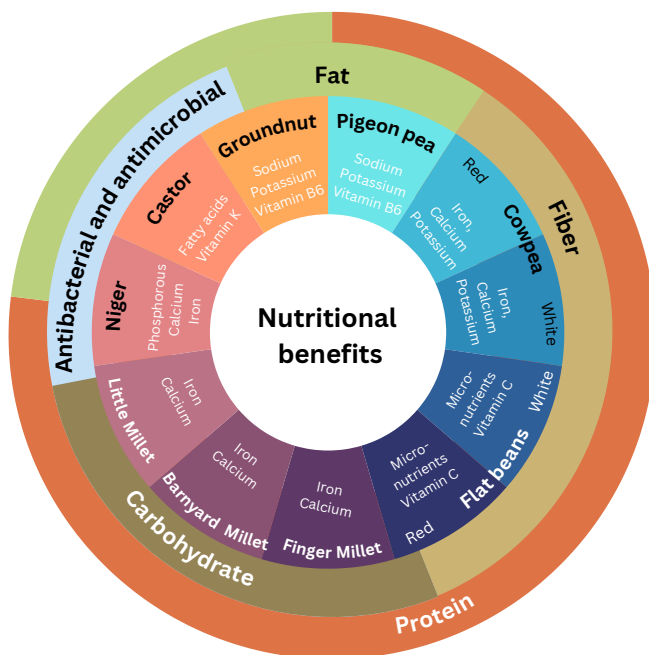 Nutritional
benefits
Fat
Fiber
Protein
Carbohydrate
Antibacterial and antimicrobial
Groundnut
Sodium
Potassium
Vitamin B6
Pigeon pea
Sodium
Potassium
Vitamin B6
Cowpea
Red
Iron,
Calcium
Potassium
White
Iron,
Calcium
Potassium
Flat beans
White
Micro-
nutrients
Vitamin C
Red
Micro-
nutrients
Vitamin C
Finger Millet
Iron
Calcium
Barnyard Millet
Iron
Calcium
Little Millet
Iron
Calcium
Niger
Phosphorous
Calcium
Iron
Castor
Fatty acids
Vitamin K